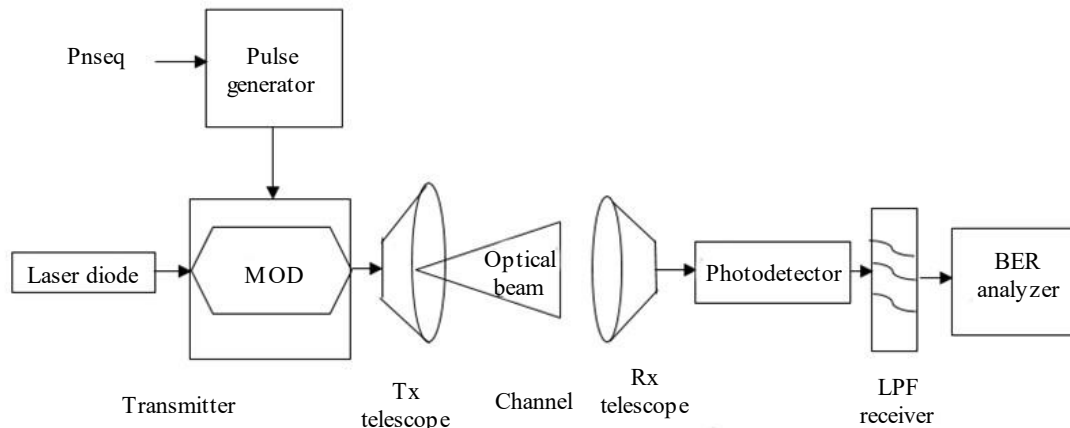 Pnseq
Pulse
generator
Laser diode
MOD
Optical
beam
Photodetector
BER
analyzer
Transmitter
Tx
telescope
Channel
Rx
telescope
LPF
receiver